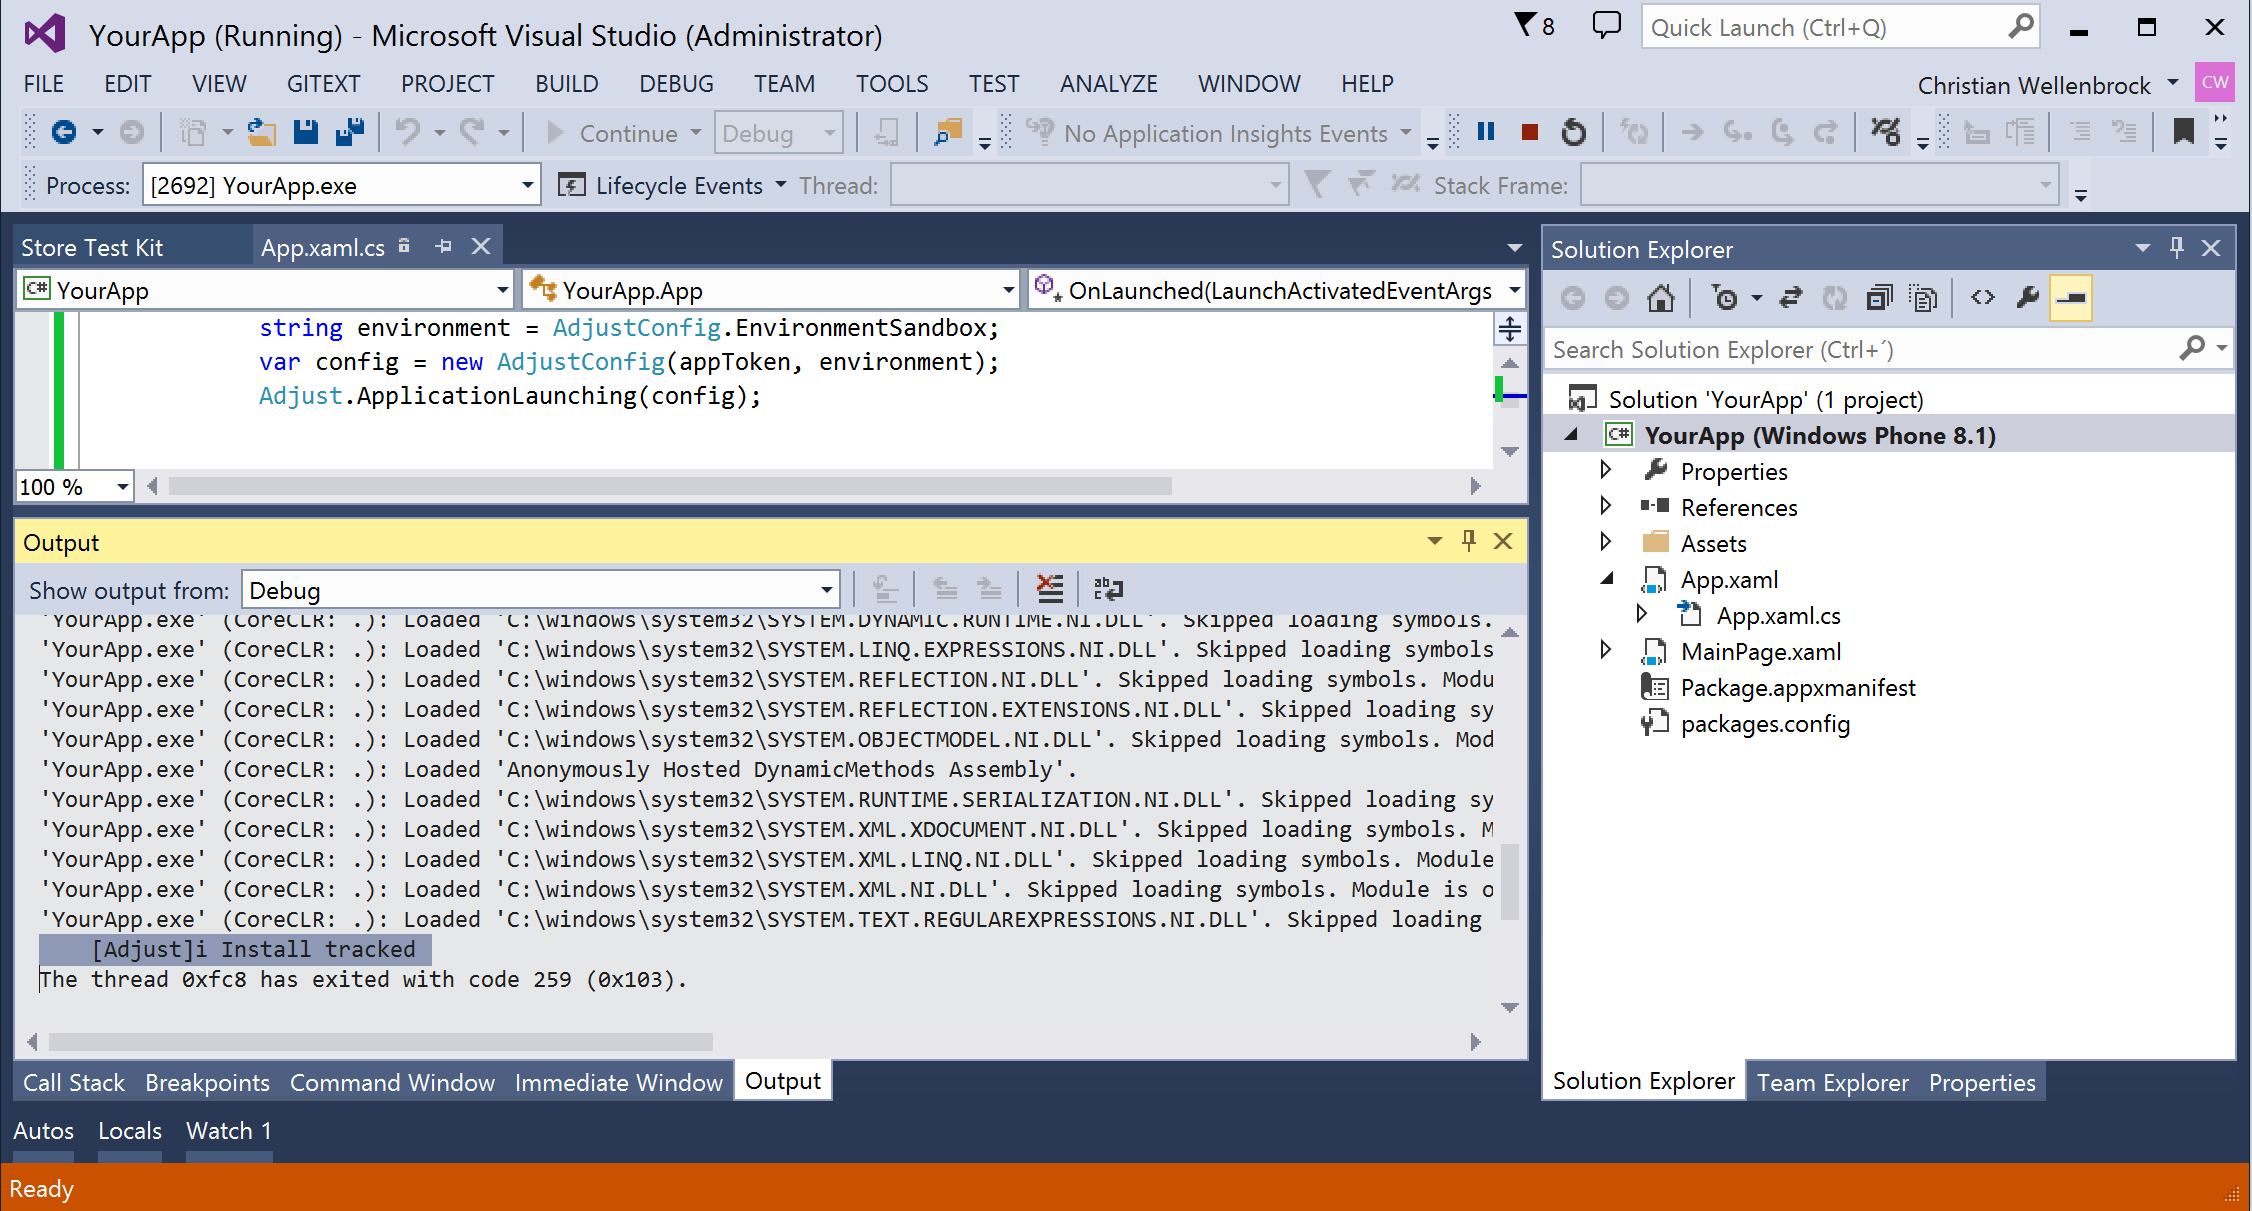 YourApp (Running) - Microsoft Visual Studio (Administrator)
8
Quick Launch (Ctrl+Q)
FILE EDIT VIEW GITEXT PROJECT BUILD DEBUG TEAM TOOLS TEST ANALYZE WINDOW HELP
Christian Wellenbrock CW
Continue Debug No Application Insights Events
Process: [2692] YourApp.exe Lifecycle Events Thread: Stack Frame:
Store Test Kit App.xaml.cs
C# YourApp YourApp.App OnLaunched(LaunchActivatedEventArgs
string environment = AdjustConfig.EnvironmentSandbox;
var config = new AdjustConfig(appToken, environment);
Adjust.ApplicationLaunching(config);
100 %
Output
Show output from: Debug
'YourApp.exe' (CoreCLR: .): Loaded 'C:\windows\system32\SYSTEM.DYNAMIC.RUNTIME.NI.DLL'. Skipped loading symbols.
'YourApp.exe' (CoreCLR: .): Loaded 'C:\windows\system32\SYSTEM.LINQ.EXPRESSIONS.NI.DLL'. Skipped loading symbols
'YourApp.exe' (CoreCLR: .): Loaded 'C:\windows\system32\SYSTEM.REFLECTION.NI.DLL'. Skipped loading symbols. Modu
'YourApp.exe' (CoreCLR: .): Loaded 'C:\windows\system32\SYSTEM.REFLECTION.EXTENSIONS.NI.DLL'. Skipped loading sy
'YourApp.exe' (CoreCLR: .): Loaded 'C:\windows\system32\SYSTEM.OBJECTMODEL.NI.DLL'. Skipped loading symbols. Mod
'YourApp.exe' (CoreCLR: .): Loaded 'Anonymously Hosted DynamicMethods Assembly'.
'YourApp.exe' (CoreCLR: .): Loaded 'C:\windows\system32\SYSTEM.RUNTIME.SERIALIZATION.NI.DLL'. Skipped loading sy
'YourApp.exe' (CoreCLR: .): Loaded 'C:\windows\system32\SYSTEM.XML.XDOCUMENT.NI.DLL'. Skipped loading symbols. M
'YourApp.exe' (CoreCLR: .): Loaded 'C:\windows\system32\SYSTEM.XML.LINQ.NI.DLL'. Skipped loading symbols. Module
'YourApp.exe' (CoreCLR: .): Loaded 'C:\windows\system32\SYSTEM.XML.NI.DLL'. Skipped loading symbols. Module is o
'YourApp.exe' (CoreCLR: .): Loaded 'C:\windows\system32\SYSTEM.TEXT.REGULAREXPRESSIONS.NI.DLL'. Skipped loading
[Adjust]i Install tracked
The thread 0xfc8 has exited with code 259 (0x103).
Call Stack Breakpoints Command Window Immediate Window Output
Autos Locals Watch 1
Ready
Solution Explorer
Search Solution Explorer (Ctrl+´)
Solution 'YourApp' (1 project)
C# YourApp (Windows Phone 8.1)
Properties
References
Assets
App.xaml
App.xaml.cs
MainPage.xaml
Package.appxmanifest
packages.config
Solution Explorer Team Explorer Properties